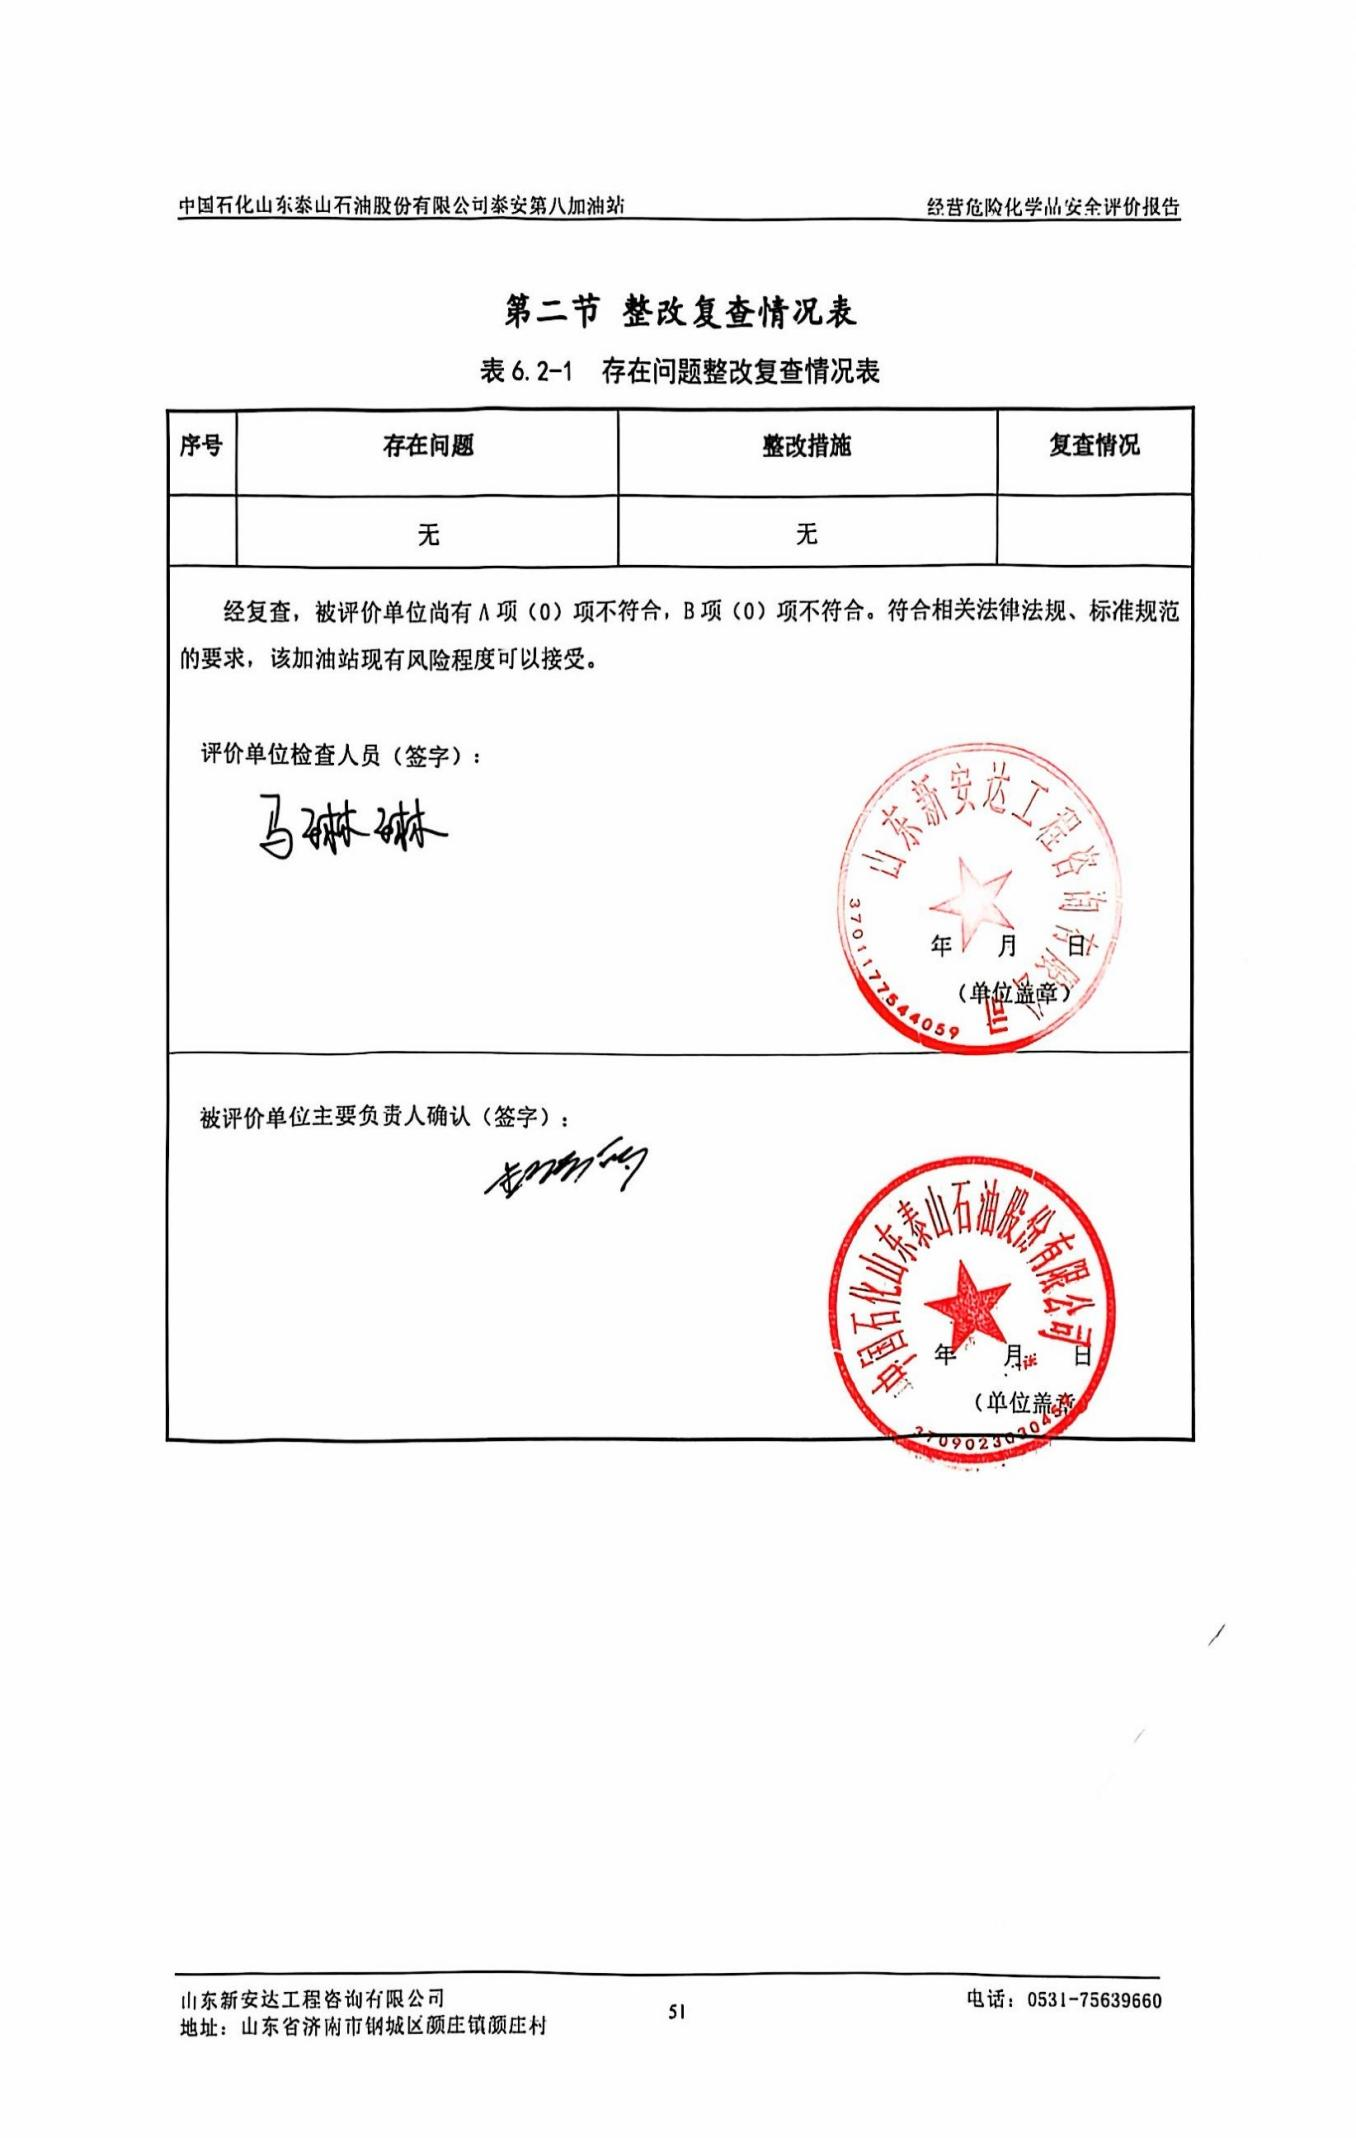 中国石化山东泰山石油股份有限公司泰安第八加油站 经营危险化学品安全评价报告
第二节 整改复查情况表
表 6.2-1 存在问题整改复查情况表
序号 存在问题 整改措施 复查情况
无 无
经复查，被评价单位尚有 A 项（0）项不符合，B 项（0）项不符合。符合相关法律法规、标准规范
的要求，该加油站现有风险程度可以接受。
评价单位检查人员（签字）：
马琳琳
山东新安达工程咨询有限公司
年 月 日
（单位盖章）
3701177544059
被评价单位主要负责人确认（签字）：
中国石化山东泰山石油股份有限公司
年 月 日
（单位盖章）
3709023030459
山东新安达工程咨询有限公司 电话：0531-75639660
地址：山东省济南市钢城区颜庄镇颜庄村
51